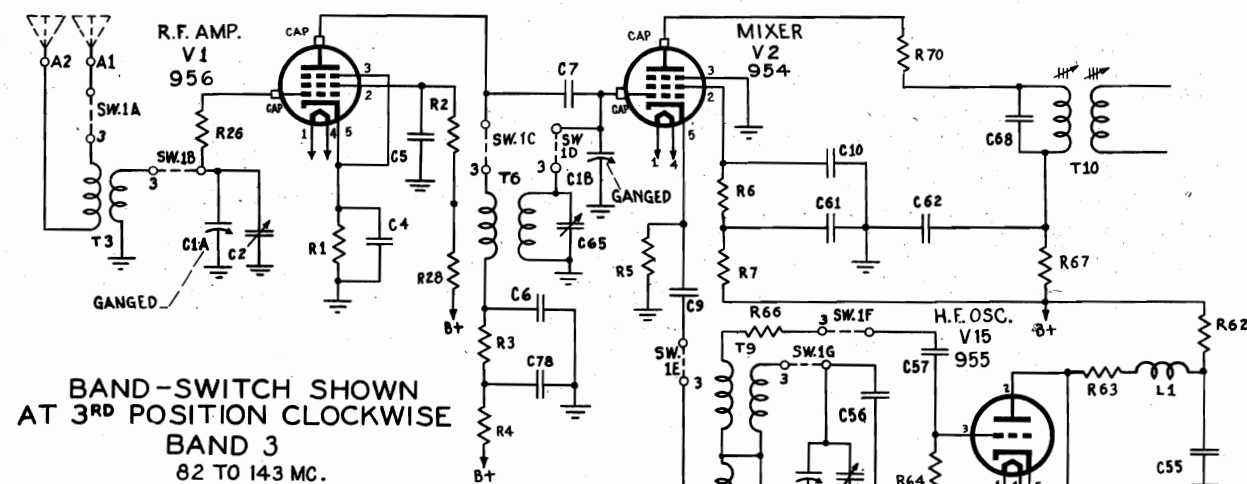 R.F. AMP.
V1
956
CAP
A2
A1
SW.1A
3
R26
CAP
3
2
1
4
5
SW.1B
3
T3
C1A
C2
GANGED
R1
C4
C5
R2
R28
B+
SW.1C
3
T6
C6
R3
C78
R4
B+
C7
SW
1D
3
C1B
GANGED
C65
CAP
MIXER
V2
954
CAP
3
2
1
4
5
R70
C68
T10
C10
R6
C61
C62
R7
R67
B+
R5
C9
SW.
1E
3
R66
3
SW.1F
T9
SW.1G
3
C56
C57
H.F. OSC.
V15
955
2
3
R64
R63
L1
R62
C55
BAND-SWITCH SHOWN
AT 3RD POSITION CLOCKWISE
BAND 3
82 TO 143 MC.